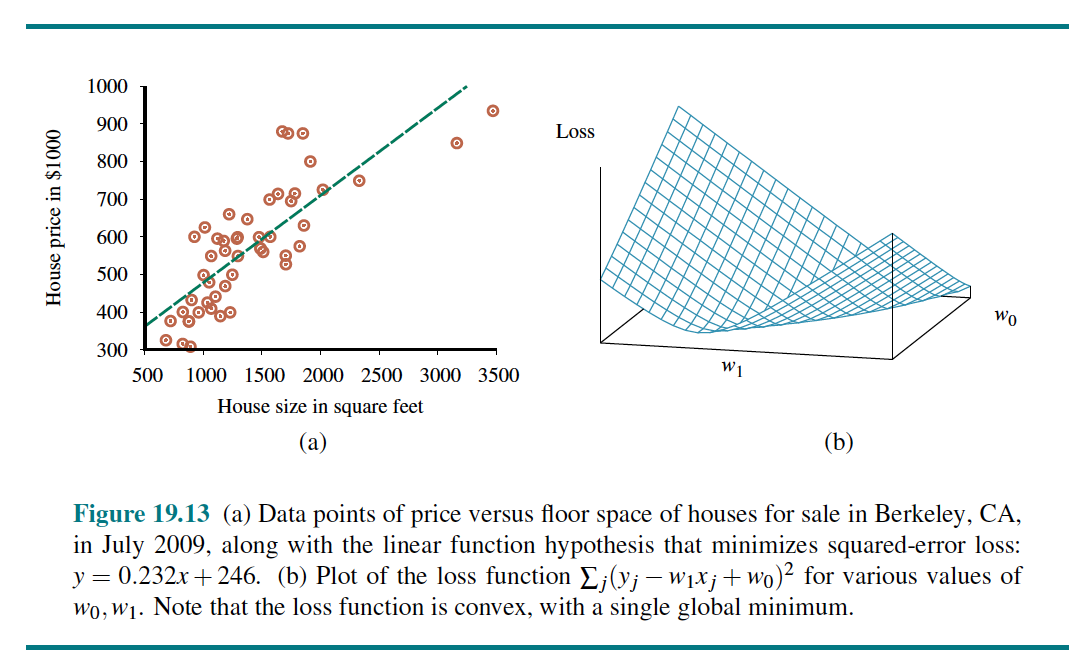 1000
900
800
700
600
500
400
300
House price in $1000
500 1000 1500 2000 2500 3000 3500
House size in square feet
(a)
Loss
w0
w1
(b)
Figure 19.13 (a) Data points of price versus floor space of houses for sale in Berkeley, CA,
in July 2009, along with the linear function hypothesis that minimizes squared-error loss:
y = 0.232x + 246. (b) Plot of the loss function ∑j(yj − w1xj + w0)² for various values of
w0, w1. Note that the loss function is convex, with a single global minimum.